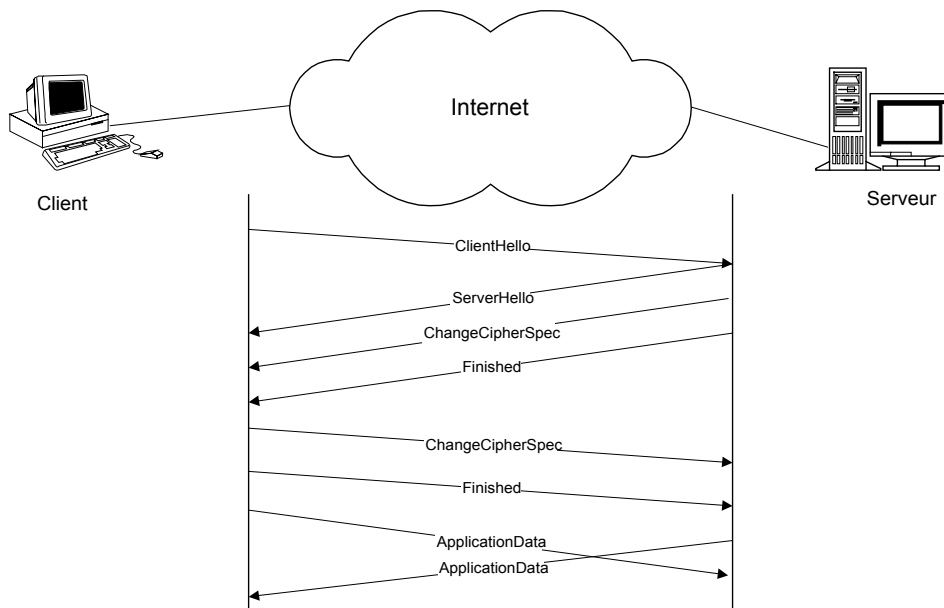 Internet
Client
Serveur
ClientHello
ServerHello
ChangeCipherSpec
Finished
ChangeCipherSpec
Finished
ApplicationData
ApplicationData